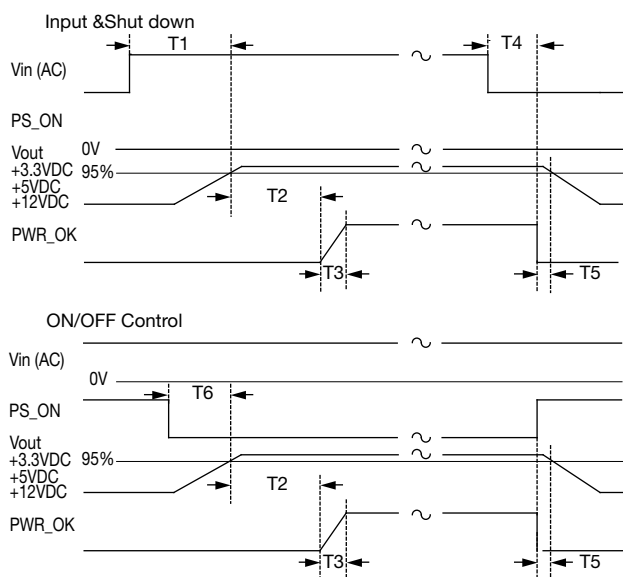 Input &Shut down
T1
T4
Vin (AC)
PS_ON
0V
Vout
+3.3VDC 95%
+5VDC
+12VDC
T2
PWR_OK
T3
T5
ON/OFF Control
Vin (AC)
0V
T6
PS_ON
Vout
+3.3VDC 95%
+5VDC
+12VDC
T2
PWR_OK
T3
T5